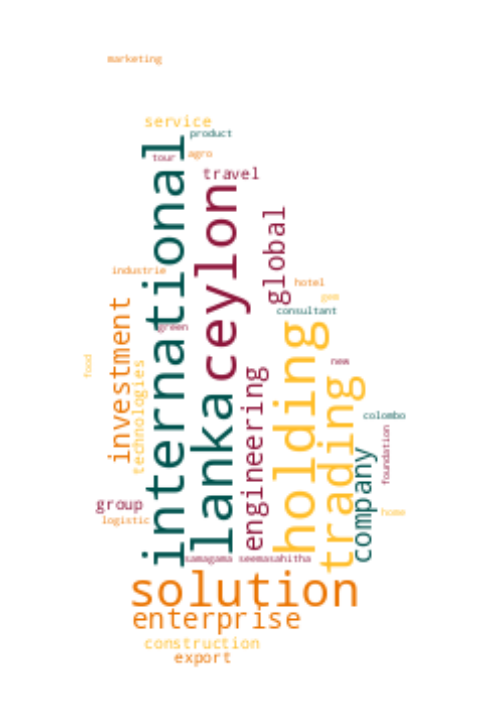 marketing
service
product
tour
agro
travel
international
ceylon
global
industrie
hotel
gem
consultant
green
investment
holding
food
technologies
lanka
engineering
new
trading
colombo
foundation
company
group
logistic
home
samagama seemasahitha
solution
enterprise
construction
export